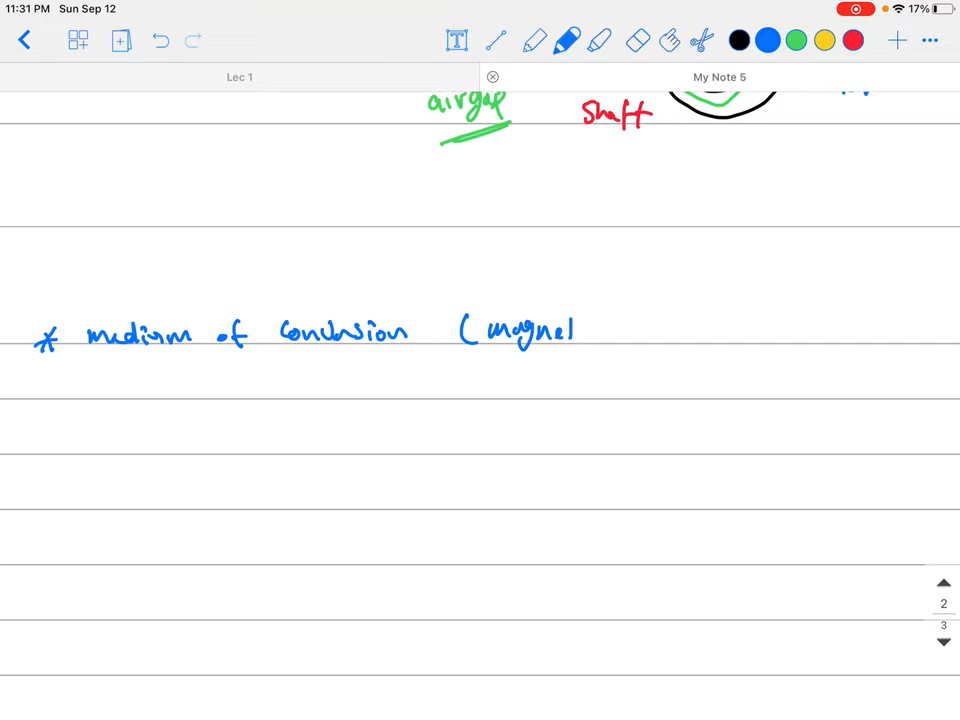 11:31 PM Sun Sep 12 17%
Lec 1 My Note 5
airgap
Shaft
* medium of conversion ( magnet
2
3